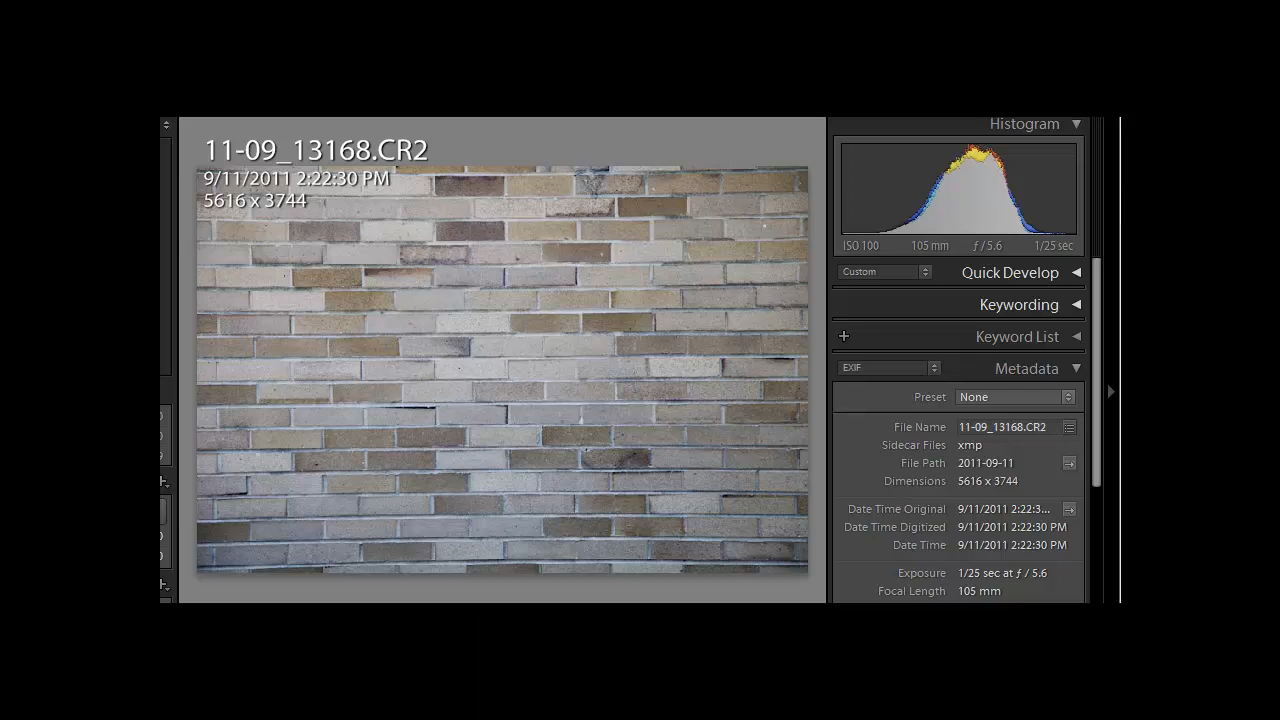 11-09_13168.CR2
9/11/2011 2:22:30 PM
5616 x 3744
Histogram
ISO 100 105 mm ƒ / 5.6 1/25 sec
Custom Quick Develop
Keywording
+ Keyword List
EXIF Metadata
Preset None
File Name 11-09_13168.CR2
Sidecar Files xmp
File Path 2011-09-11
Dimensions 5616 x 3744
Date Time Original 9/11/2011 2:22:3...
Date Time Digitized 9/11/2011 2:22:30 PM
Date Time 9/11/2011 2:22:30 PM
Exposure 1/25 sec at ƒ / 5.6
Focal Length 105 mm